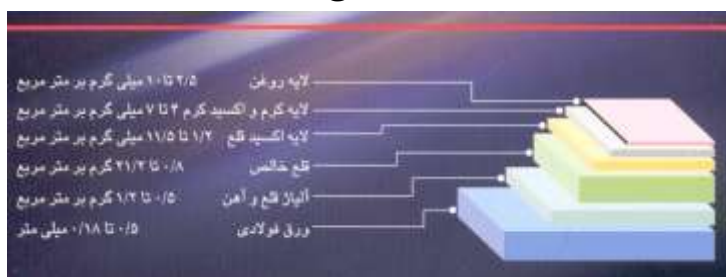 لایه روغن ۲/۵ تا ۱۰ میلی گرم بر متر مربع
لایه کرم و اکسید کرم ۴ تا ۷ میلی گرم بر متر مربع
لایه اکسید قلع ۱/۲ تا ۱۱/۵ میلی گرم بر متر مربع
قلع خالص ۰/۸ تا ۲۱/۲ گرم بر متر مربع
آلیاژ قلع و آهن ۰/۵ تا ۱/۲ گرم بر متر مربع
ورق فولادی ۰/۵ تا ۰/۱۸ میلی متر